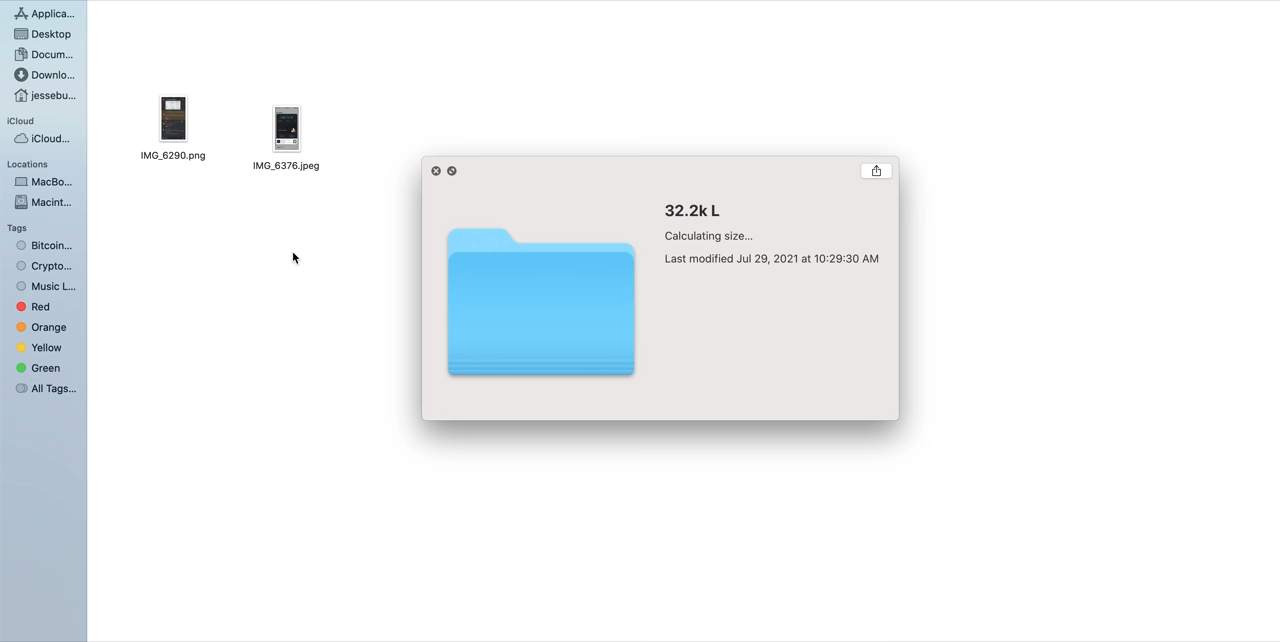 Applica...
Desktop
Docum...
Downlo...
jessebu...
iCloud
iCloud...
Locations
MacBo...
Macint...
Tags
Bitcoin...
Crypto...
Music L...
Red
Orange
Yellow
Green
All Tags...
IMG_6290.png
IMG_6376.jpeg
32.2k L
Calculating size...
Last modified Jul 29, 2021 at 10:29:30 AM